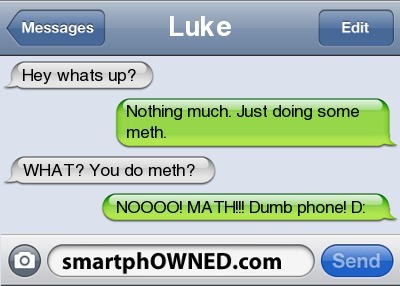 Messages
Luke
Edit
Hey whats up?
Nothing much. Just doing some
meth.
WHAT? You do meth?
NOOOO! MATH!!! Dumb phone! D:
smartphOWNED.com
Send